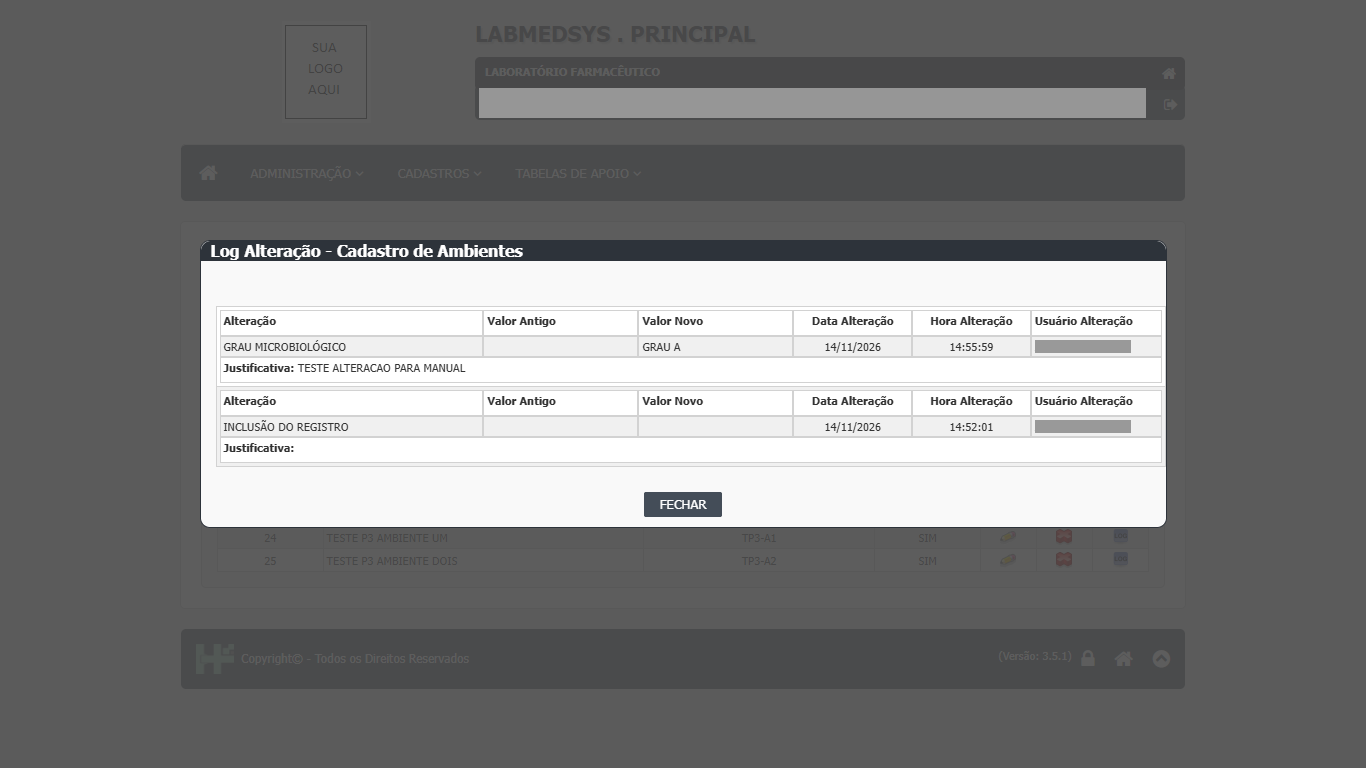 SUA
LOGO
AQUI
LABMEDSYS . PRINCIPAL
LABORATÓRIO FARMACÊUTICO
ADMINISTRAÇÃO CADASTROS TABELAS DE APOIO
Log Alteração - Cadastro de Ambientes
Alteração Valor Antigo Valor Novo Data Alteração Hora Alteração Usuário Alteração
GRAU MICROBIOLÓGICO GRAU A 14/11/2026 14:55:59
Justificativa: TESTE ALTERACAO PARA MANUAL
Alteração Valor Antigo Valor Novo Data Alteração Hora Alteração Usuário Alteração
INCLUSÃO DO REGISTRO 14/11/2026 14:52:01
Justificativa:
FECHAR
24 TESTE P3 AMBIENTE UM TP3-A1 SIM
25 TESTE P3 AMBIENTE DOIS TP3-A2 SIM
Copyright© - Todos os Direitos Reservados (Versão: 3.5.1)